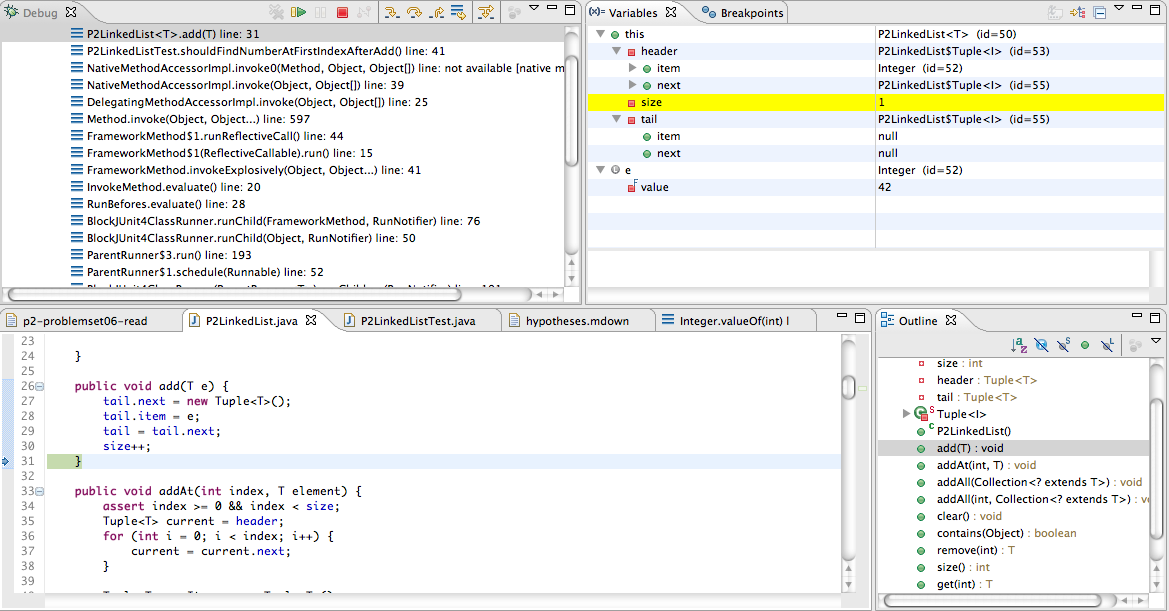 Debug
P2LinkedList<T>.add(T) line: 31
P2LinkedListTest.shouldFindNumberAtFirstIndexAfterAdd() line: 41
NativeMethodAccessorImpl.invoke0(Method, Object, Object[]) line: not available [native m
NativeMethodAccessorImpl.invoke(Object, Object[]) line: 39
DelegatingMethodAccessorImpl.invoke(Object, Object[]) line: 25
Method.invoke(Object, Object...) line: 597
FrameworkMethod$1.runReflectiveCall() line: 44
FrameworkMethod$1(ReflectiveCallable).run() line: 15
FrameworkMethod.invokeExplosively(Object, Object...) line: 41
InvokeMethod.evaluate() line: 20
RunBefores.evaluate() line: 28
BlockJUnit4ClassRunner.runChild(FrameworkMethod, RunNotifier) line: 76
BlockJUnit4ClassRunner.runChild(Object, RunNotifier) line: 50
ParentRunner$3.run() line: 193
ParentRunner$1.schedule(Runnable) line: 52
(x)= Variables Breakpoints
this P2LinkedList<T> (id=50)
header P2LinkedList$Tuple<I> (id=53)
item Integer (id=52)
next P2LinkedList$Tuple<I> (id=55)
size 1
tail P2LinkedList$Tuple<I> (id=55)
item null
next null
e Integer (id=52)
value 42
p2-problemset06-read P2LinkedList.java P2LinkedListTest.java hypotheses.mdown Integer.valueOf(int) l
23
24 }
25
26 public void add(T e) {
27 tail.next = new Tuple<T>();
28 tail.item = e;
29 tail = tail.next;
30 size++;
31 }
32
33 public void addAt(int index, T element) {
34 assert index >= 0 && index < size;
35 Tuple<T> current = header;
36 for (int i = 0; i < index; i++) {
37 current = current.next;
38 }
39
Outline
size : int
header : Tuple<T>
tail : Tuple<T>
Tuple<I>
P2LinkedList()
add(T) : void
addAt(int, T) : void
addAll(Collection<? extends T>) : void
addAll(int, Collection<? extends T>) : v
clear() : void
contains(Object) : boolean
remove(int) : T
size() : int
get(int) : T